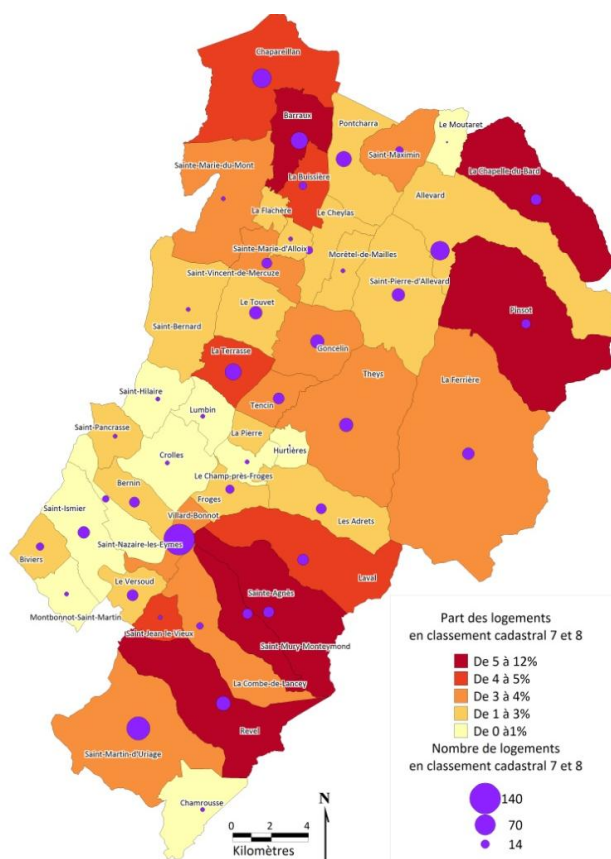 Chapareillan
Barraux
Pontcharra
Le Moutaret
Saint-Maximin
Sainte-Marie-du-Mont
La Buissière
La Chapelle-du-Bard
Allevard
La Flachère
Le Cheylas
Sainte-Marie-d'Alloix
Morêtel-de-Mailles
Saint-Vincent-de-Mercuze
Saint-Pierre-d'Allevard
Le Touvet
Pinsot
Saint-Bernard
Goncelin
La Terrasse
Theys
La Ferrière
Saint-Hilaire
Lumbin
Tencin
Saint-Pancrasse
La Pierre
Hurtières
Crolles
Le Champ-près-Froges
Bernin
Froges
Saint-Ismier
Villard-Bonnot
Les Adrets
Saint-Nazaire-les-Eymes
Biviers
Le Versoud
Laval
Sainte-Agnès
Montbonnot-Saint-Martin
Saint-Jean-le-Vieux
Saint-Mury-Monteymond
La Combe-de-Lancey
Revel
Saint-Martin-d'Uriage
Chamrousse
0 2 4
Kilomètres
N
Part des logements
en classement cadastral 7 et 8
De 5 à 12%
De 4 à 5%
De 3 à 4%
De 1 à 3%
De 0 à1%
Nombre de logements
en classement cadastral 7 et 8
140
70
14